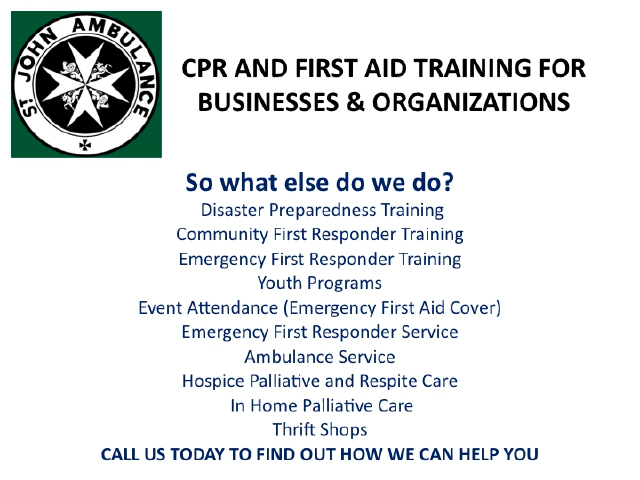 ST. JOHN AMBULANCE
CPR AND FIRST AID TRAINING FOR
BUSINESSES & ORGANIZATIONS
So what else do we do?
Disaster Preparedness Training
Community First Responder Training
Emergency First Responder Training
Youth Programs
Event Attendance (Emergency First Aid Cover)
Emergency First Responder Service
Ambulance Service
Hospice Palliative and Respite Care
In Home Palliative Care
Thrift Shops
CALL US TODAY TO FIND OUT HOW WE CAN HELP YOU